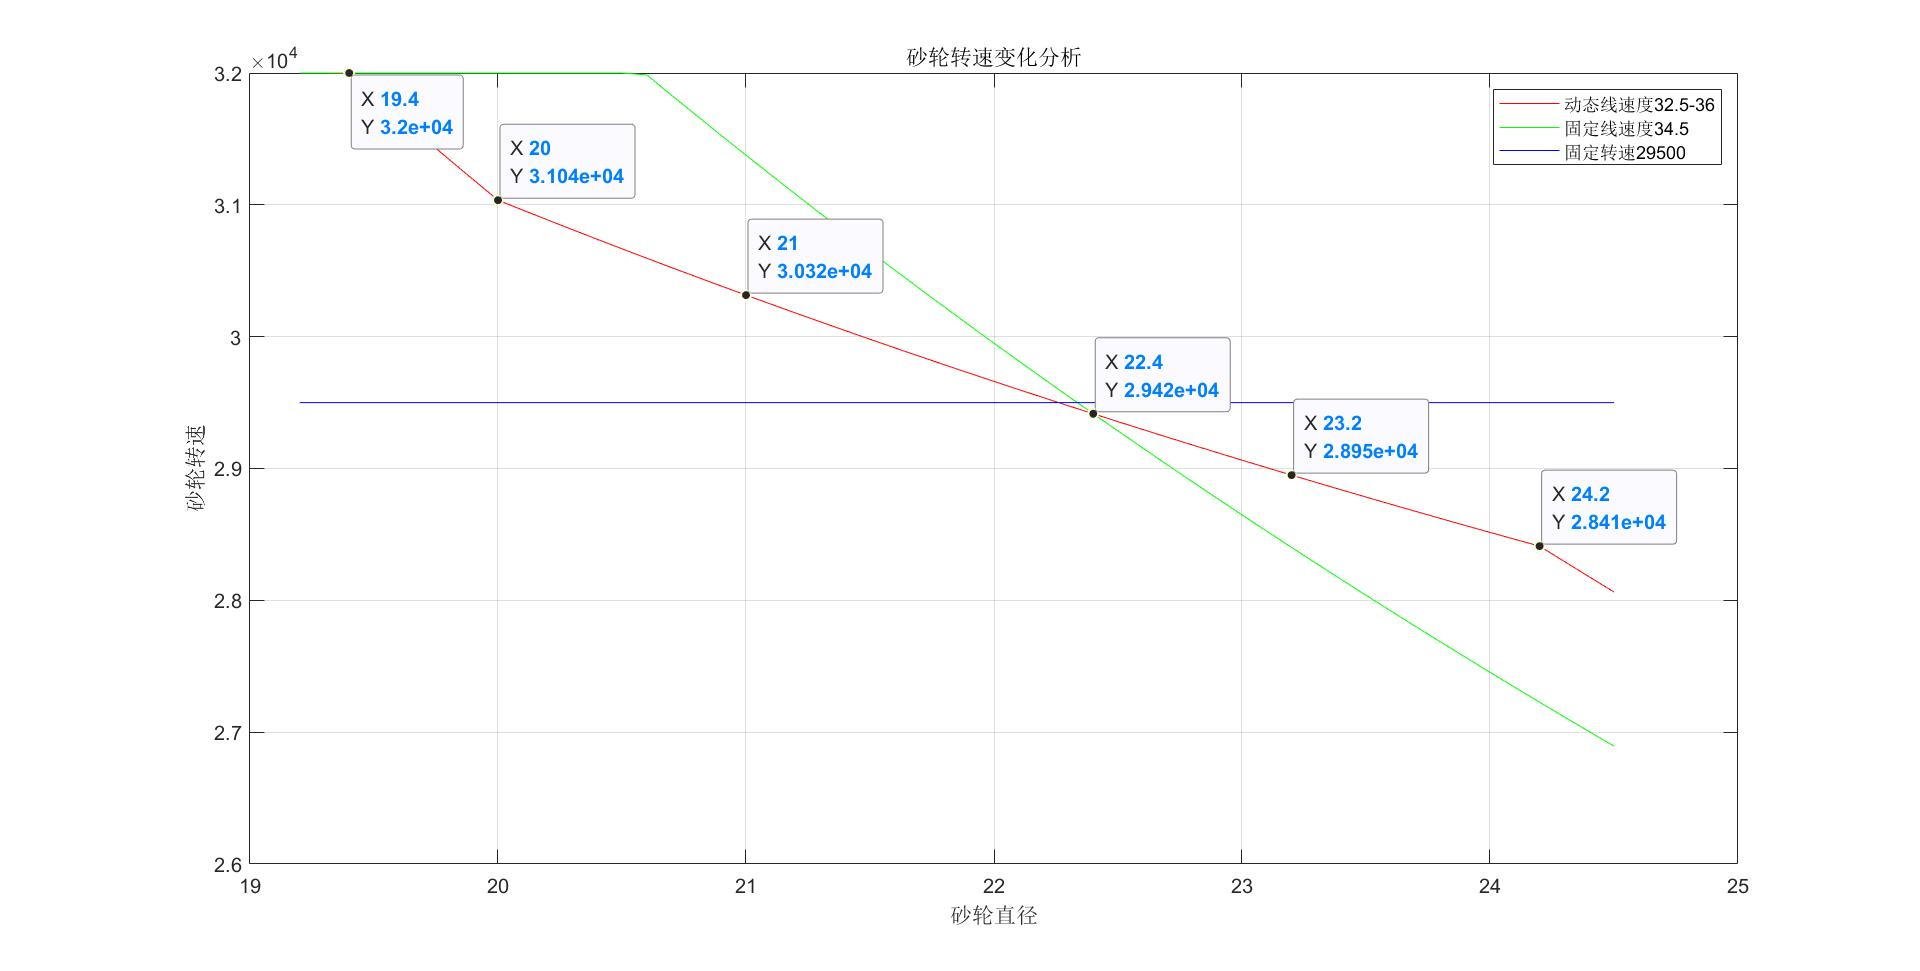 砂轮转速变化分析
×10⁴
3.2
3.1
3
2.9
2.8
2.7
2.6
砂轮转速
X 19.4
Y 3.2e+04
X 20
Y 3.104e+04
X 21
Y 3.032e+04
X 22.4
Y 2.942e+04
X 23.2
Y 2.895e+04
X 24.2
Y 2.841e+04
动态线速度32.5-36
固定线速度34.5
固定转速29500
19 20 21 22 23 24 25
砂轮直径